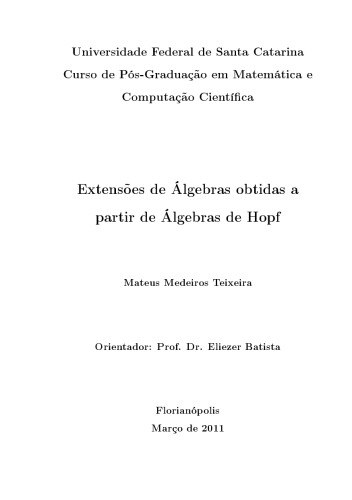 Universidade Federal de Santa Catarina
Curso de Pós-Graduação em Matemática e
Computação Científica
Extensões de Álgebras obtidas a
partir de Álgebras de Hopf
Mateus Medeiros Teixeira
Orientador: Prof. Dr. Eliezer Batista
Florianópolis
Março de 2011